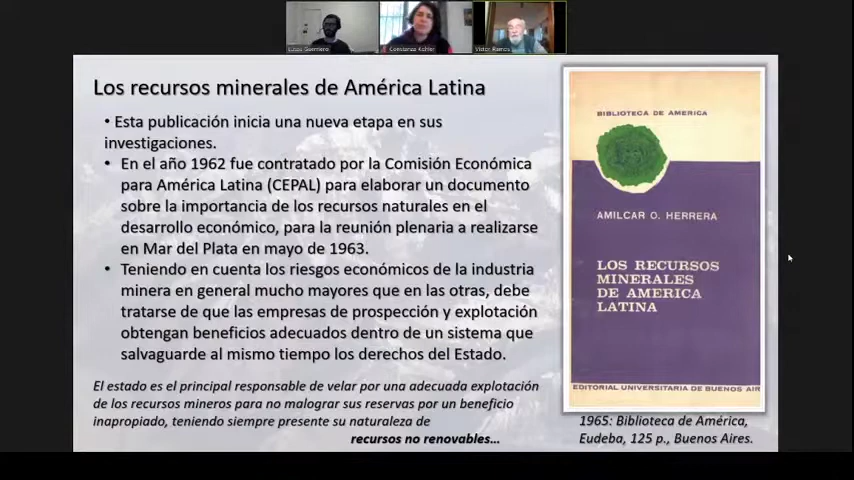 Constanza Kohler
Victor Ramos
Los recursos minerales de América Latina
• Esta publicación inicia una nueva etapa en sus
investigaciones.
• En el año 1962 fue contratado por la Comisión Económica
para América Latina (CEPAL) para elaborar un documento
sobre la importancia de los recursos naturales en el
desarrollo económico, para la reunión plenaria a realizarse
en Mar del Plata en mayo de 1963.
• Teniendo en cuenta los riesgos económicos de la industria
minera en general mucho mayores que en las otras, debe
tratarse de que las empresas de prospección y explotación
obtengan beneficios adecuados dentro de un sistema que
salvaguarde al mismo tiempo los derechos del Estado.
El estado es el principal responsable de velar por una adecuada explotación
de los recursos mineros para no malograr sus reservas por un beneficio
inapropiado, teniendo siempre presente su naturaleza de
recursos no renovables...
BIBLIOTECA DE AMERICA
AMILCAR O. HERRERA
LOS RECURSOS
MINERALES
DE AMERICA
LATINA
EDITORIAL UNIVERSITARIA DE BUENOS AIR
1965: Biblioteca de América,
Eudeba, 125 p., Buenos Aires.